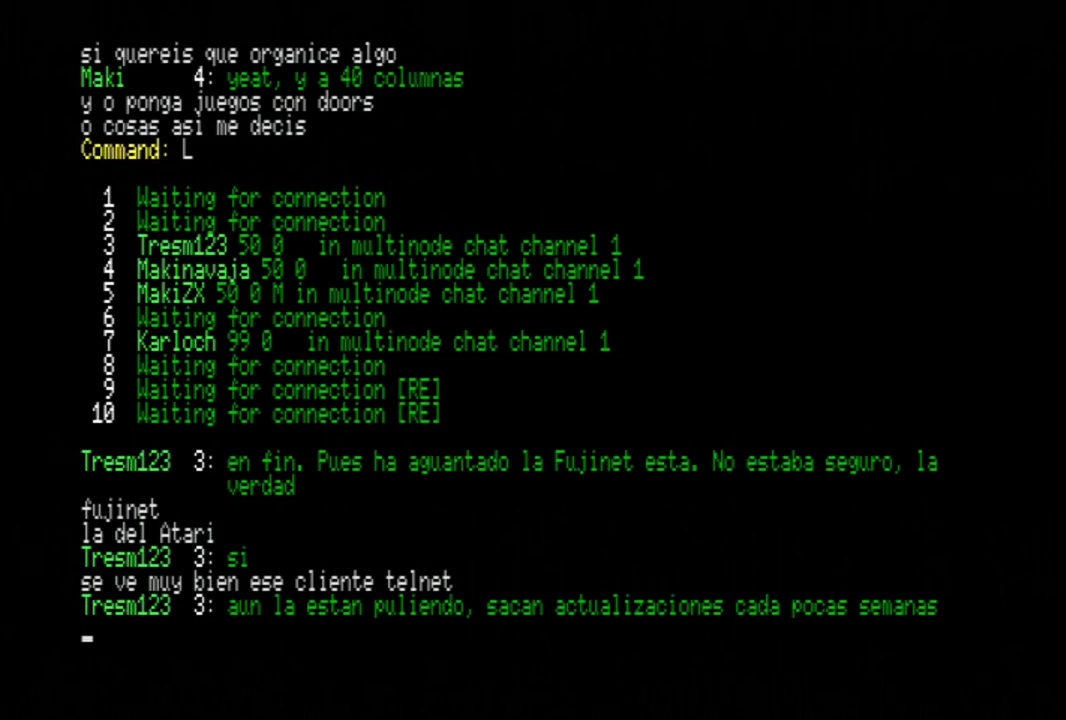 si quereis que organice algo
Maki 4: yeat, y a 40 columnas
y o ponga juegos con doors
o cosas asi me decis
Command: L
1 Waiting for connection
2 Waiting for connection
3 Tresm123 50 0 in multinode chat channel 1
4 Makinavaja 50 0 in multinode chat channel 1
5 MakiZX 50 0 M in multinode chat channel 1
6 Waiting for connection
7 Karloch 99 0 in multinode chat channel 1
8 Waiting for connection
9 Waiting for connection [RE]
10 Waiting for connection [RE]
Tresm123 3: en fin. Pues ha aguantado la Fujinet esta. No estaba seguro, la
verdad
fujinet
la del Atari
Tresm123 3: si
se ve muy bien ese cliente telnet
Tresm123 3: aun la estan puliendo, sacan actualizaciones cada pocas semanas